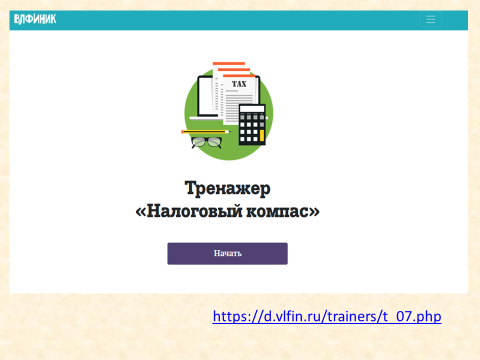 ВЛФИНИК
TAX
Тренажер
«Налоговый компас»
Начать
https://d.vlfin.ru/trainers/t_07.php